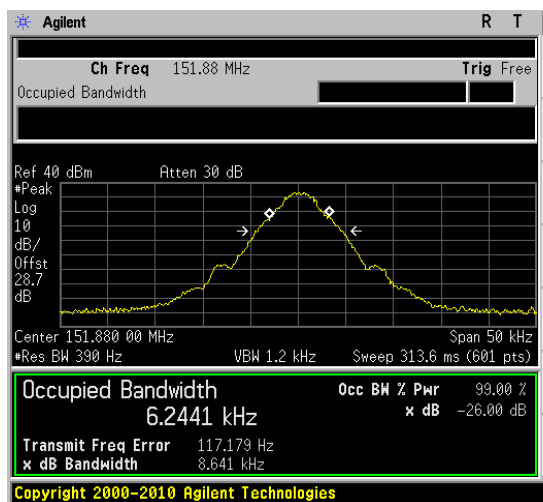 Agilent R T
Ch Freq 151.88 MHz Trig Free
Occupied Bandwidth
Ref 40 dBm Atten 30 dB
#Peak
Log
10
dB/
Offst
28.7
dB
Center 151.880 00 MHz Span 50 kHz
#Res BW 390 Hz VBW 1.2 kHz Sweep 313.6 ms (601 pts)
Occupied Bandwidth Occ BW % Pwr 99.00 %
6.2441 kHz x dB -26.00 dB
Transmit Freq Error 117.179 Hz
x dB Bandwidth 8.641 kHz
Copyright 2000-2010 Agilent Technologies